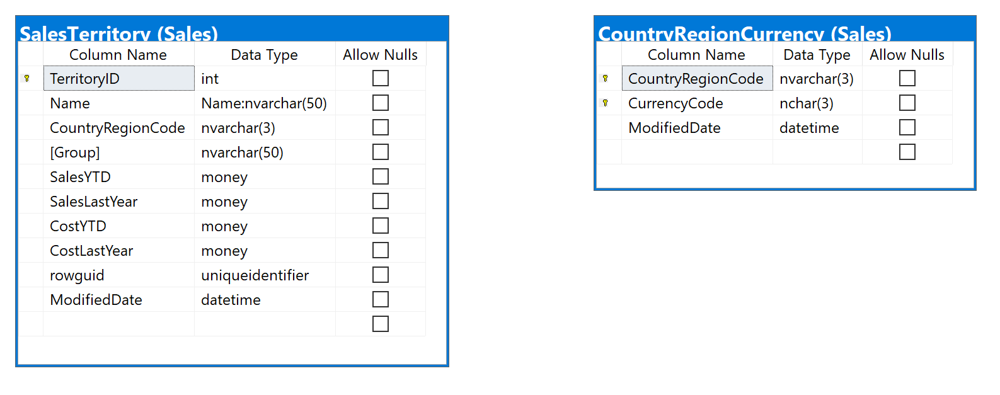 SalesTerritory (Sales)
Column Name Data Type Allow Nulls
TerritoryID int
Name Name:nvarchar(50)
CountryRegionCode nvarchar(3)
[Group] nvarchar(50)
SalesYTD money
SalesLastYear money
CostYTD money
CostLastYear money
rowguid uniqueidentifier
ModifiedDate datetime
CountryRegionCurrency (Sales)
Column Name Data Type Allow Nulls
CountryRegionCode nvarchar(3)
CurrencyCode nchar(3)
ModifiedDate datetime